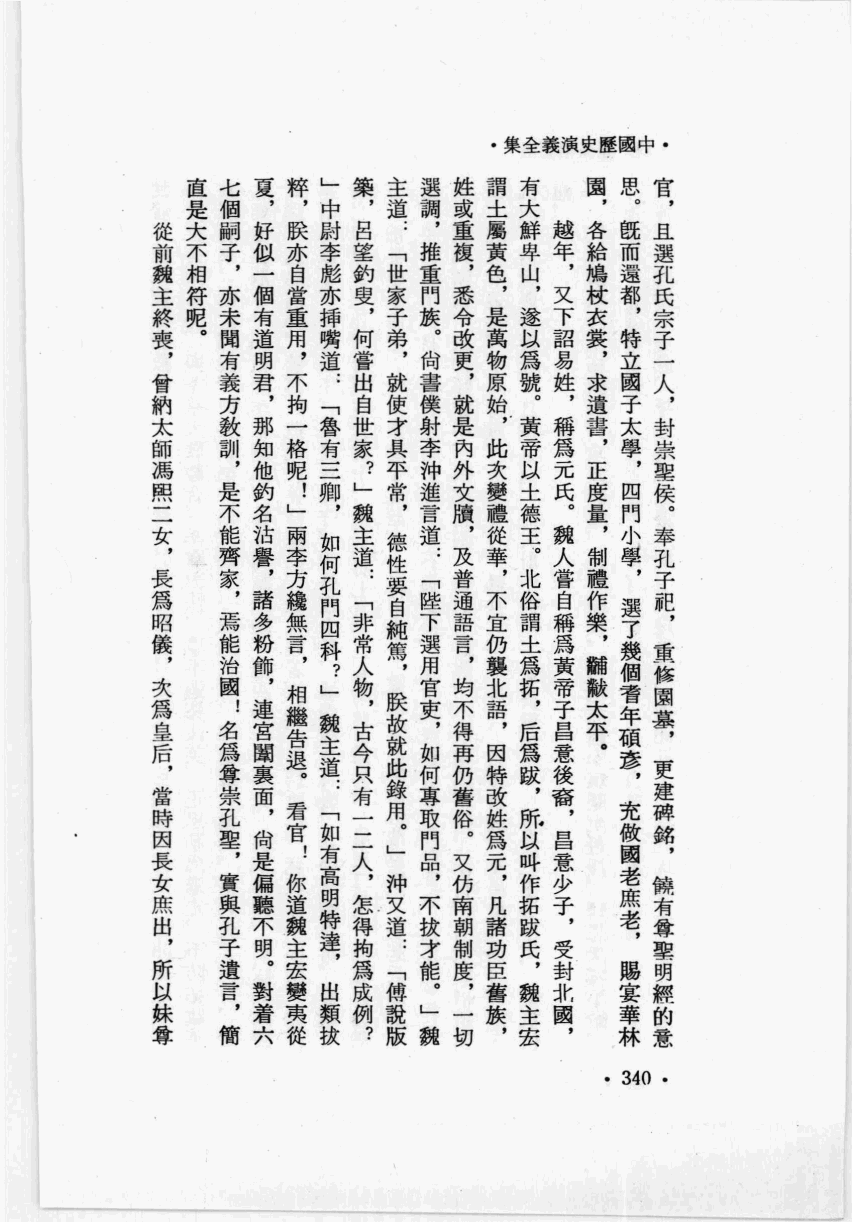 •中國歷史演義全集•
官，且選孔氏宗子一人，封崇聖侯。奉孔子祀，重修園墓，更建碑銘，饒有尊聖明經的意
思。旣而還都，特立國子太學，四門小學，選了幾個耆年碩彥，充做國老庶老，賜宴華林
園，各給鳩杖衣裳，求遺書，正度量，制禮作樂，黼黻太平。
越年，又下詔易姓，稱爲元氏。魏人嘗自稱爲黃帝子昌意後裔，昌意少子，受封北國，
有大鮮卑山，遂以爲號。黃帝以土德王。北俗謂土爲拓，后爲跋，所以叫作拓跋氏，魏主宏
謂土屬黃色，是萬物原始，此次變禮從華，不宜仍襲北語，因特改姓爲元，凡諸功臣舊族，
姓或重複，悉令改更，就是內外文牘，及普通語言，均不得再仍舊俗。又仿南朝制度，一切
選調，推重門族。尙書僕射李沖進言道：「陛下選用官吏，如何專取門品，不拔才能。」魏
主道：「世家子弟，就使才具平常，德性要自純篤，朕故就此錄用。」沖又道：「傅說版
築，呂望釣叟，何嘗出自世家？」魏主道：「非常人物，古今只有一二人，怎得拘爲成例？
」中尉李彪亦揷嘴道：「魯有三卿，如何孔門四科？」魏主道：「如有高明特達，出類拔
粹，朕亦自當重用，不拘一格呢！」兩李方纔無言，相繼告退。看官！你道魏主宏變夷從
夏，好似一個有道明君，那知他釣名沽譽，諸多粉飾，連宮闈裏面，尙是偏聽不明。對着六
七個嗣子，亦未聞有義方敎訓，是不能齊家，焉能治國！名爲尊崇孔聖，實與孔子遺言，簡
直是大不相符呢。
從前魏主終喪，曾納太師馮熙二女，長爲昭儀，次爲皇后，當時因長女庶出，所以妹尊
•340•